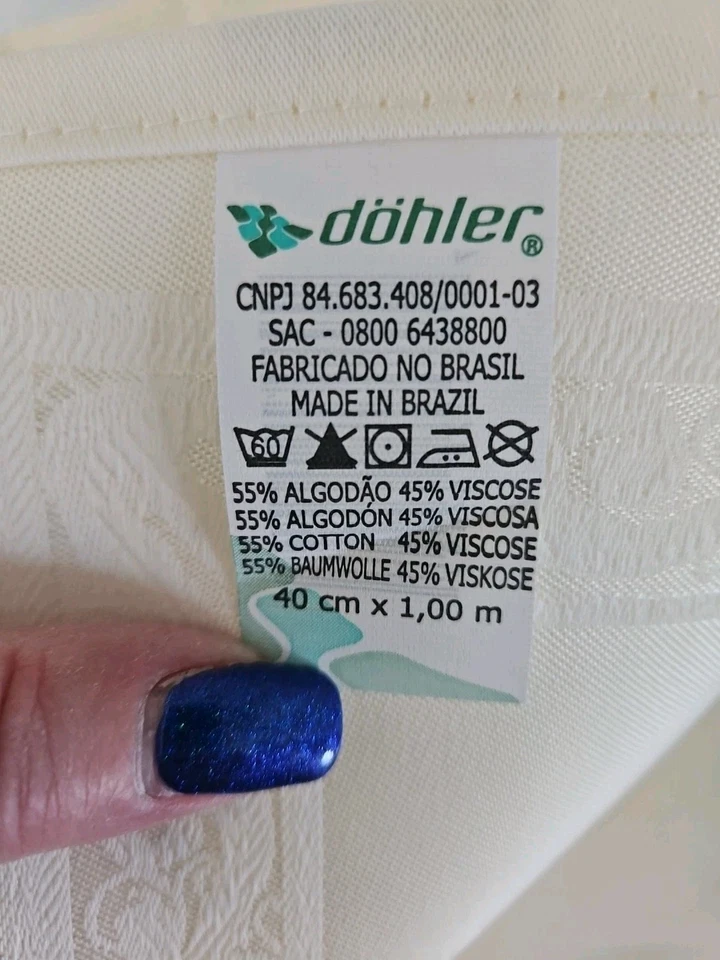 döhler®
CNPJ 84.683.408/0001-03
SAC - 0800 6438800
FABRICADO NO BRASIL
MADE IN BRAZIL
60
55% ALGODÃO 45% VISCOSE
55% ALGODÓN 45% VISCOSA
55% COTTON 45% VISCOSE
55% BAUMWOLLE 45% VISKOSE
40 cm x 1,00 m